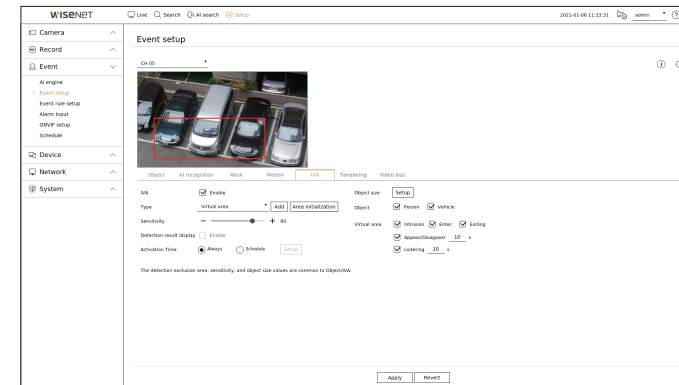 WISENET
Live Search AI search Setup
2021-01-06 11:33:31 admin
Camera
Record
Event
AI engine
Event setup
Event rule setup
Alarm input
ONVIF setup
Schedule
Device
Network
System
Event setup
CH 05
Object AI recognition Mask Motion IVA Tampering Video loss
IVA Enable
Type Virtual area Add Area initialization
Sensitivity 80
Detection result display Enable
Activation Time Always Schedule Setup
Object size Setup
Object Person Vehicle
Virtual area Intrusion Enter Exiting
Appear/Disappear 10 s
Loitering 10 s
The detection exclusion area, sensitivity, and object size values are common to Object/IVA.
Apply Revert